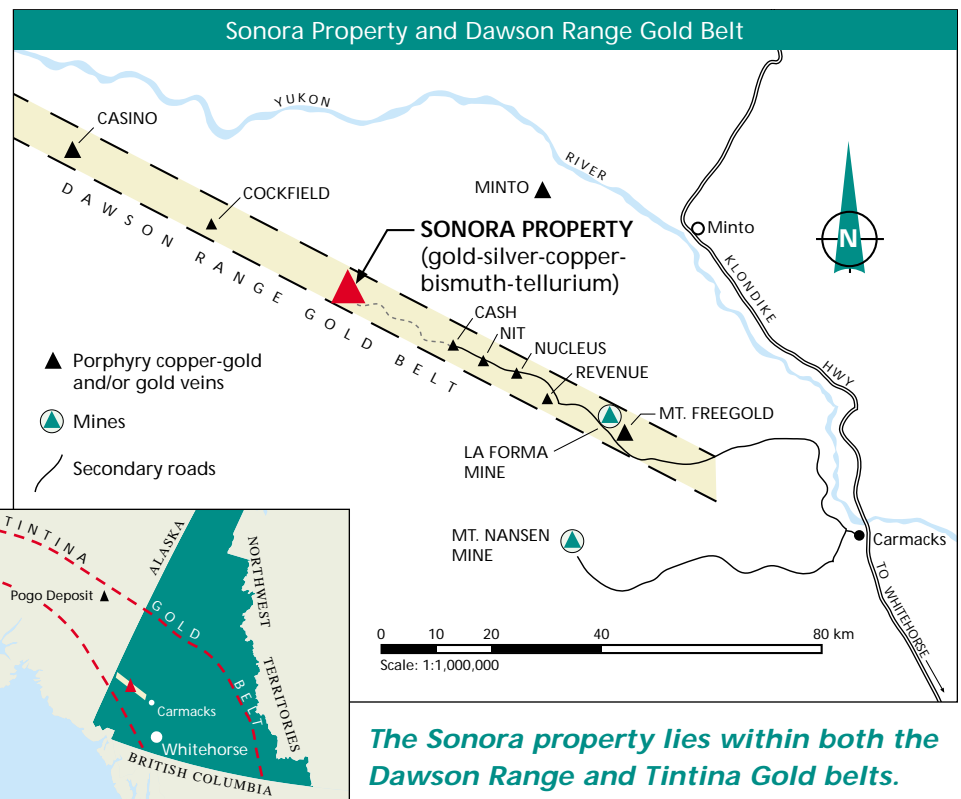 Sonora Property and Dawson Range Gold Belt
YUKON
RIVER
CASINO
COCKFIELD
MINTO
Minto
N
DAWSON RANGE GOLD BELT
SONORA PROPERTY
(gold-silver-copper-
bismuth-tellurium)
KLONDIKE
HWY
CASH
NIT
NUCLEUS
REVENUE
MT. FREEGOLD
LA FORMA
MINE
Porphyry copper-gold
and/or gold veins
Mines
Secondary roads
MT. NANSEN
MINE
Carmacks
TO WHITEHORSE
0 10 20 40 80 km
Scale: 1:1,000,000
TINTINA
GOLD
BELT
ALASKA
NORTHWEST
TERRITORIES
Pogo Deposit
Carmacks
Whitehorse
BRITISH COLUMBIA
The Sonora property lies within both the
Dawson Range and Tintina Gold belts.